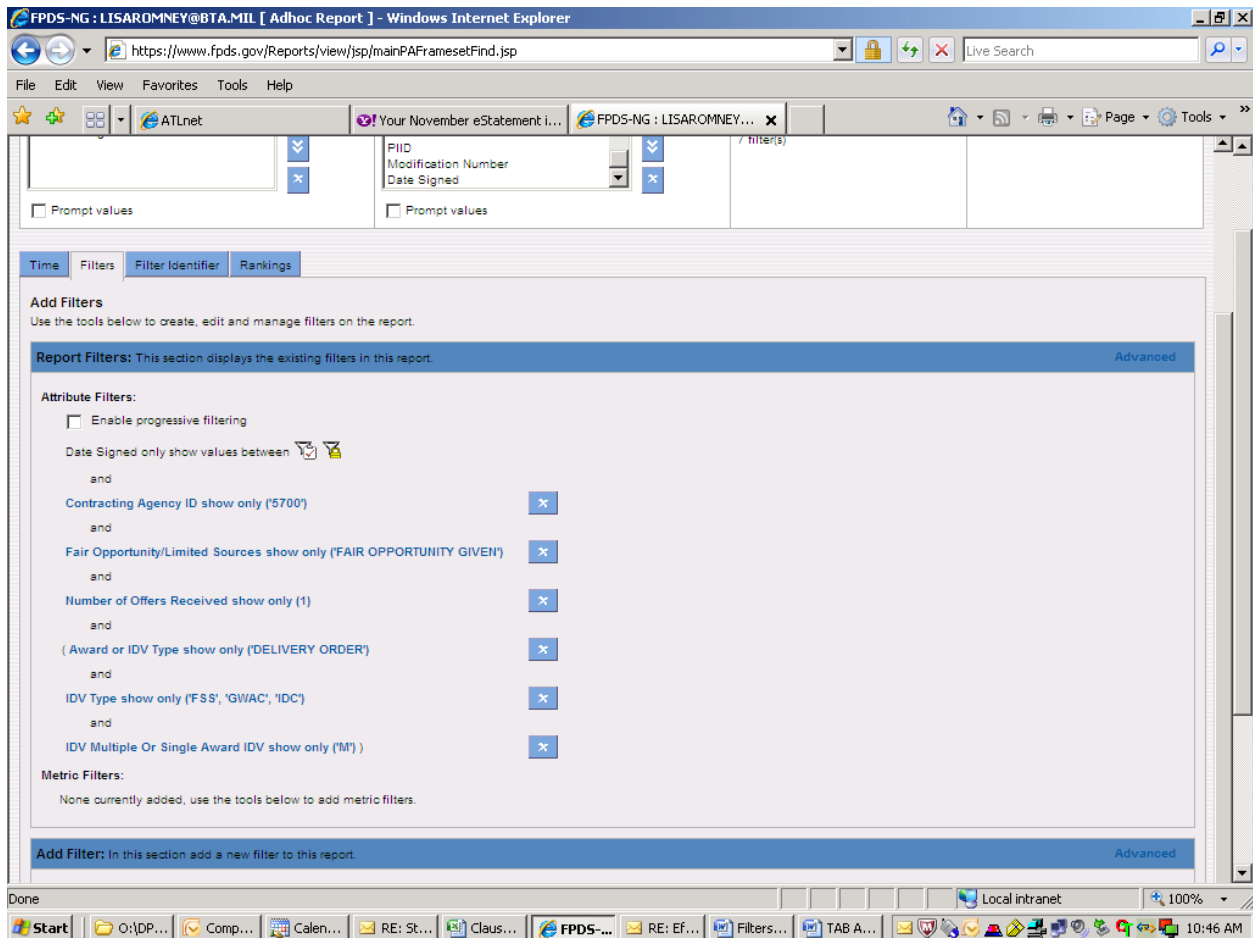 FPDS-NG : LISAROMNEY@BTA.MIL [ Adhoc Report ] - Windows Internet Explorer
https://www.fpds.gov/Reports/view/jsp/mainPAFramesetFind.jsp
Live Search
File Edit View Favorites Tools Help
ATLnet
Your November eStatement i...
FPDS-NG : LISAROMNEY...
Page
Tools
PIID
Modification Number
Date Signed
7 filter(s)
Prompt values
Prompt values
Time Filters Filter Identifier Rankings
Add Filters
Use the tools below to create, edit and manage filters on the report.
Report Filters: This section displays the existing filters in this report. Advanced
Attribute Filters:
Enable progressive filtering
Date Signed only show values between
and
Contracting Agency ID show only ('5700')
and
Fair Opportunity/Limited Sources show only ('FAIR OPPORTUNITY GIVEN')
and
Number of Offers Received show only (1)
and
( Award or IDV Type show only ('DELIVERY ORDER')
and
IDV Type show only ('FSS', 'GWAC', 'IDC')
and
IDV Multiple Or Single Award IDV show only ('M') )
Metric Filters:
None currently added, use the tools below to add metric filters.
Add Filter: In this section add a new filter to this report. Advanced
Done
Local intranet
100%
Start O:\DP... Comp... Calen... RE: St... Claus... FPDS-... RE: Ef... Filters... TAB A... 10:46 AM